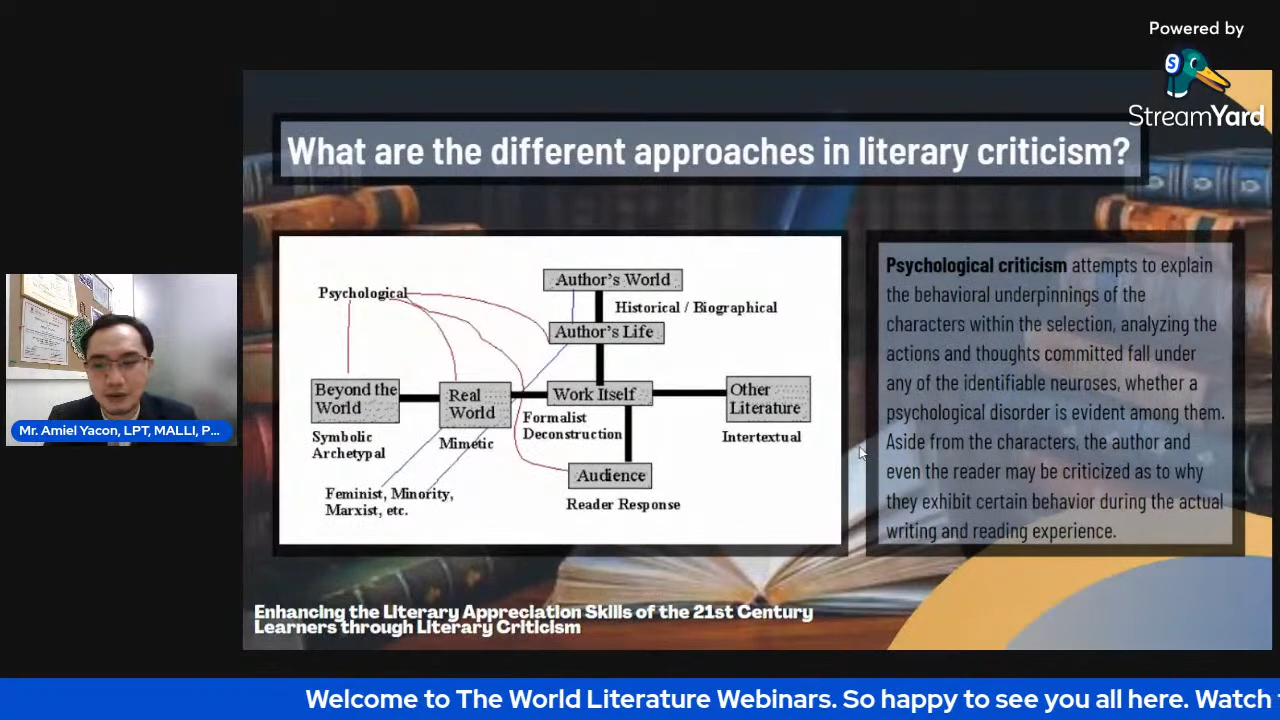 Powered by
S
StreamYard
What are the different approaches in literary criticism?
Psychological
Author's World
Historical / Biographical
Author's Life
Beyond the
World
Real
World
Work Itself
Other
Literature
Symbolic
Archetypal
Mimetic
Formalist
Deconstruction
Intertextual
Feminist, Minority,
Marxist, etc.
Audience
Reader Response
Psychological criticism attempts to explain
the behavioral underpinnings of the
characters within the selection, analyzing the
actions and thoughts committed fall under
any of the identifiable neuroses, whether a
psychological disorder is evident among them.
Aside from the characters, the author and
even the reader may be criticized as to why
they exhibit certain behavior during the actual
writing and reading experience.
Mr. Amiel Yacon, LPT, MALLI, P...
Enhancing the Literary Appreciation Skills of the 21st Century
Learners through Literary Criticism
Welcome to The World Literature Webinars. So happy to see you all here. Watch